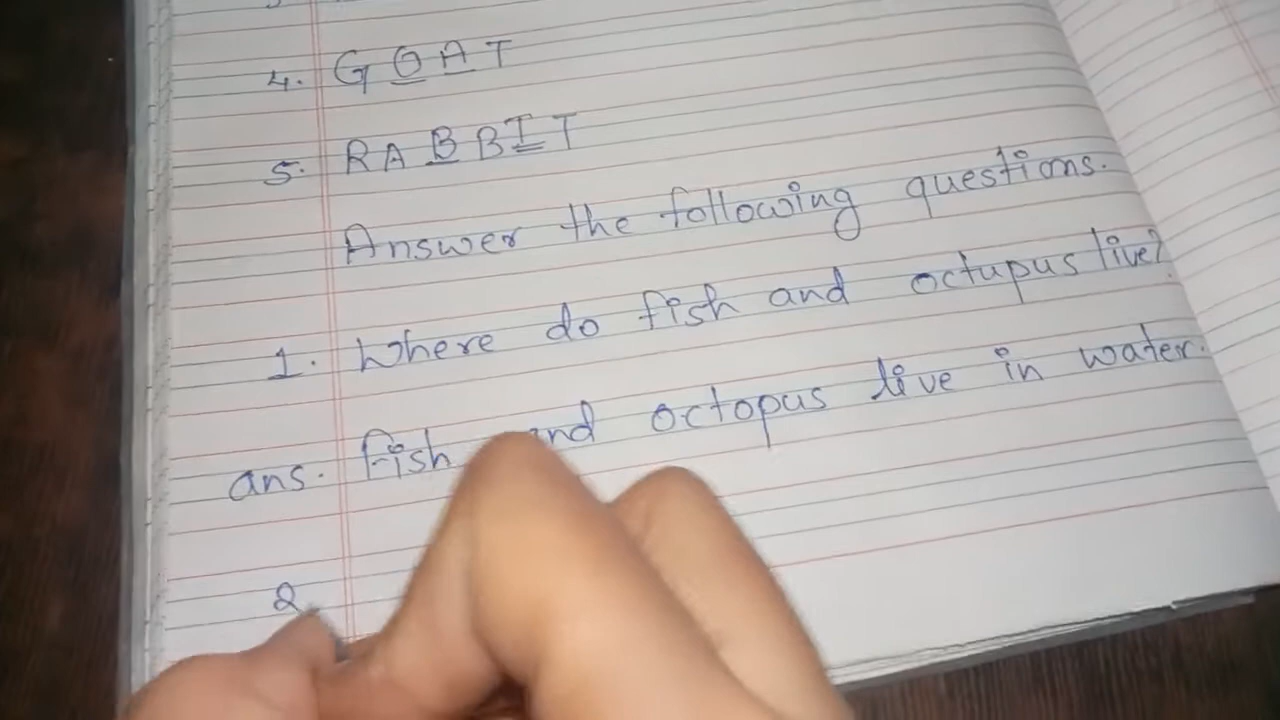 4. GOAT
5. RABBIT
Answer the following questions.
1. Where do fish and octupus live?
ans. Fish and octopus live in water.
2